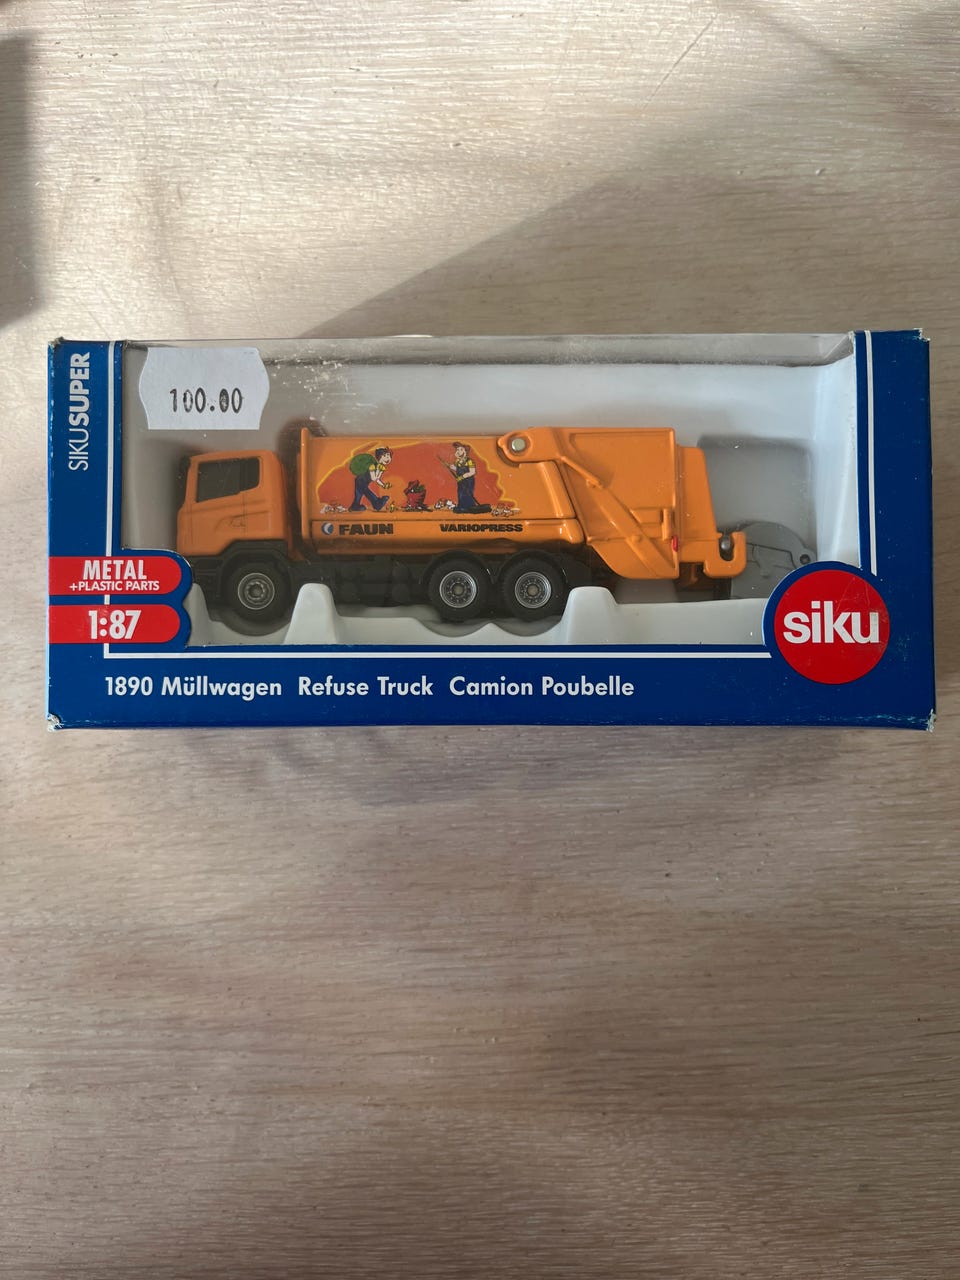 SIKUSUPER
100.00
FAUN VARIOPRESS
METAL
+PLASTIC PARTS
1:87
siku
1890 Müllwagen Refuse Truck Camion Poubelle